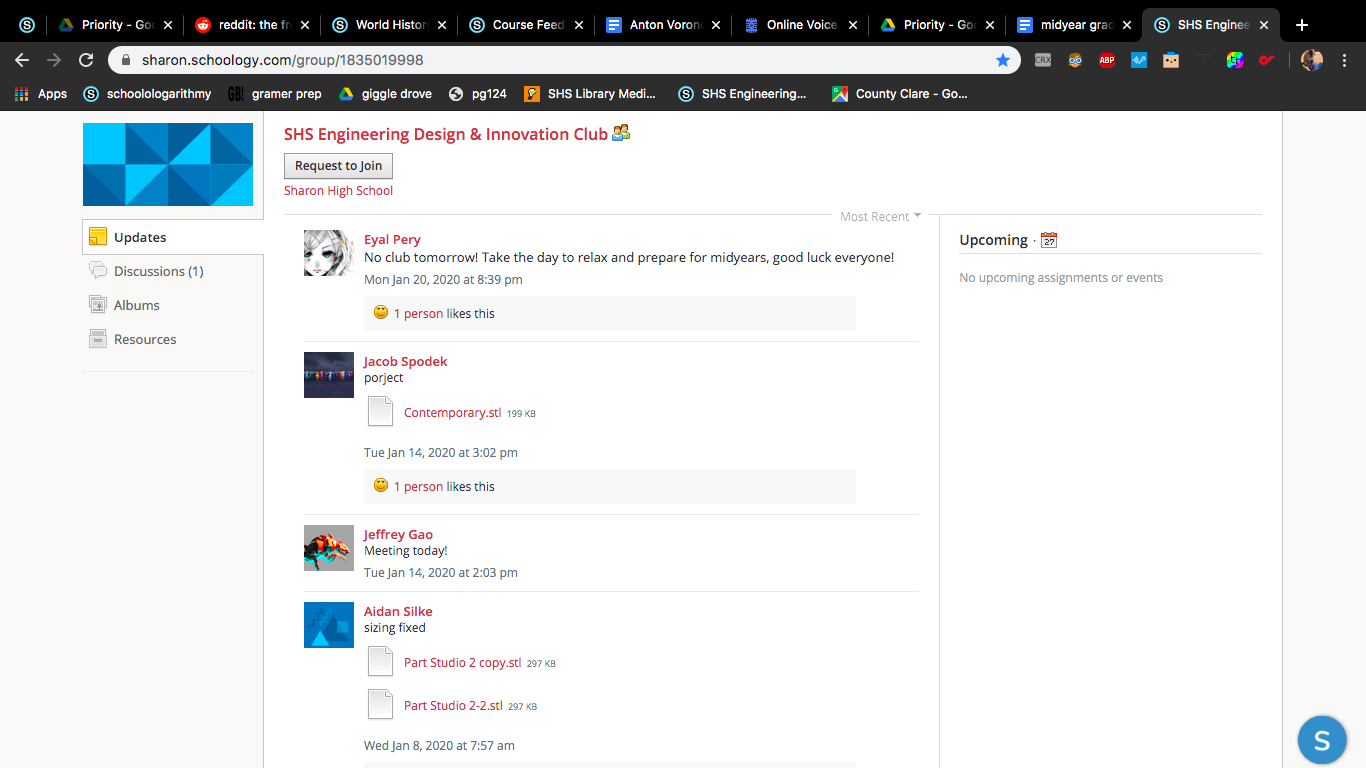 Priority - Goo
reddit: the fr
World History
Course Feed
Anton Voron
Online Voice
Priority - Goo
midyear grad
SHS Enginee
sharon.schoology.com/group/1835019998
CRX
ABP
Apps
schoolologarithmy
GB!
gramer prep
giggle drove
pg124
SHS Library Medi...
SHS Engineering...
County Clare - Go...
SHS Engineering Design & Innovation Club
Request to Join
Sharon High School
Most Recent
Updates
Discussions (1)
Albums
Resources
Eyal Pery
No club tomorrow! Take the day to relax and prepare for midyears, good luck everyone!
Mon Jan 20, 2020 at 8:39 pm
1 person likes this
Jacob Spodek
porject
Contemporary.stl 199 KB
Tue Jan 14, 2020 at 3:02 pm
1 person likes this
Jeffrey Gao
Meeting today!
Tue Jan 14, 2020 at 2:03 pm
Aidan Silke
sizing fixed
Part Studio 2 copy.stl 297 KB
Part Studio 2-2.stl 297 KB
Wed Jan 8, 2020 at 7:57 am
Upcoming · 27
No upcoming assignments or events
S